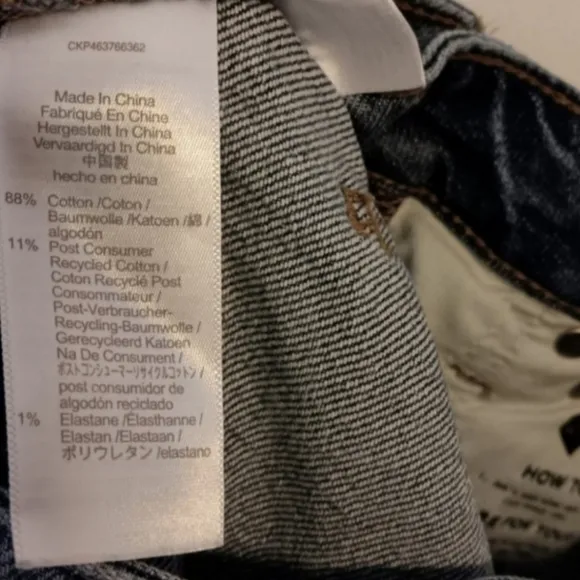 CKP463766362
Made In China
Fabriqué En Chine
Hergestellt In China
Vervaardigd In China
中国製
hecho en china
88% Cotton /Coton /
Baumwolle /Katoen /綿 /
algodón
11% Post Consumer
Recycled Cotton /
Coton Recyclé Post
Consommateur /
Post-Verbraucher-
Recycling-Baumwolle /
Gerecycleerd Katoen
Na De Consument /
ポストコンシューマーリサイクルコットン /
post consumido de
algodón reciclado
1% Elastane /Élasthanne /
Elastan /Elastaan /
ポリウレタン /elastano
HOW
FOR YOU